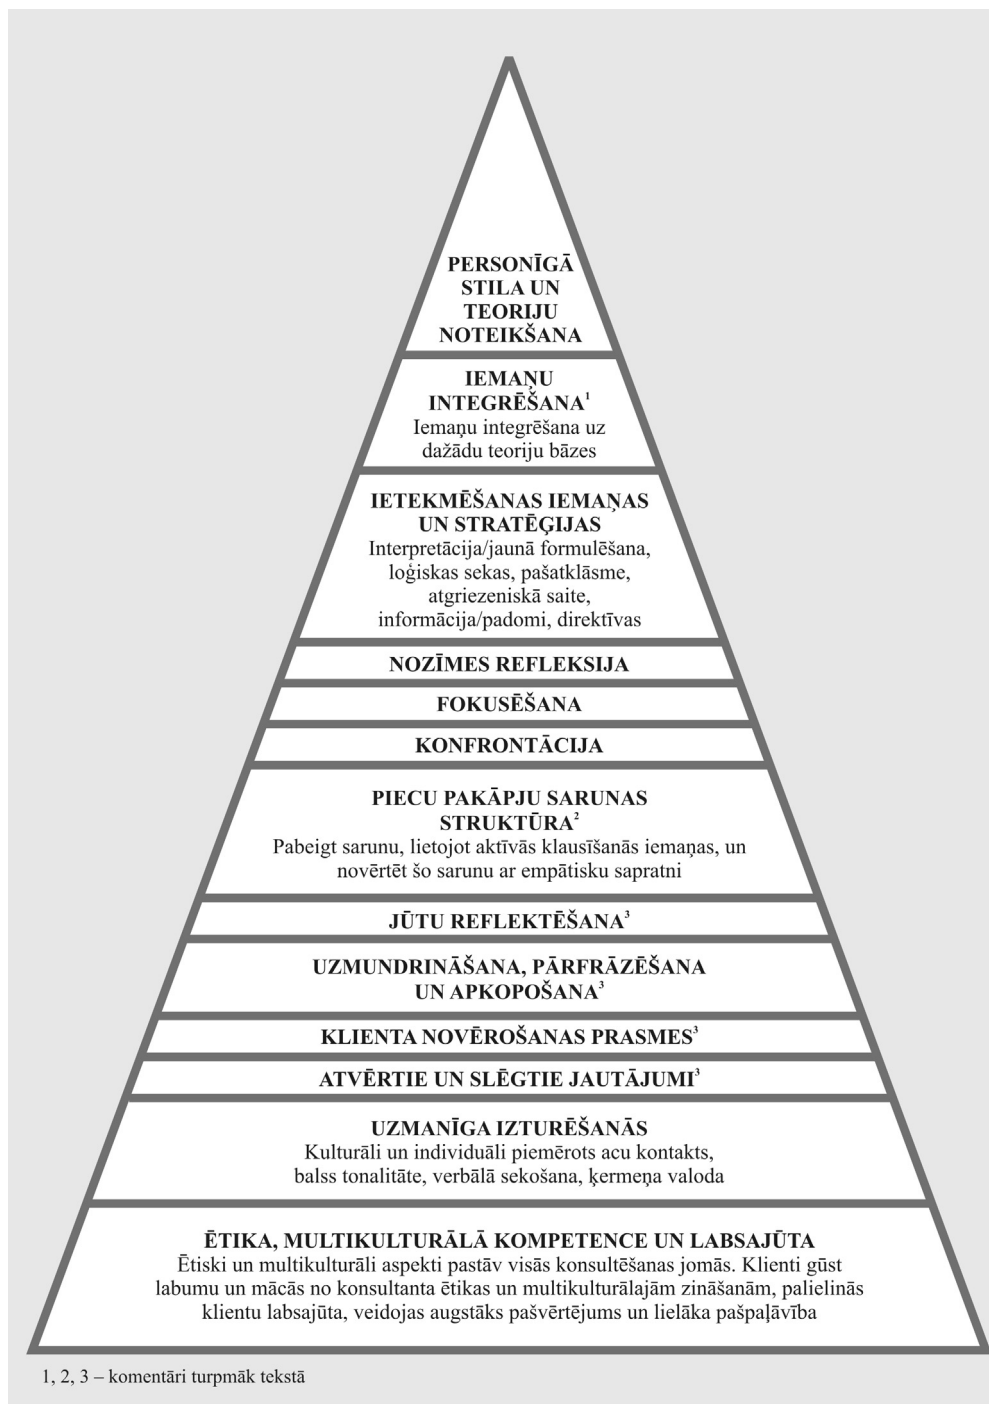 PERSONĪGĀ
STILA UN
TEORIJU
NOTEIKŠANA
IEMAŅU
INTEGRĒŠANA¹
Iemaņu integrēšana uz
dažādu teoriju bāzes
IETEKMĒŠANAS IEMAŅAS
UN STRATĒĢIJAS
Interpretācija/jaunā formulēšana,
loģiskas sekas, pašatklāsme,
atgriezeniskā saite,
informācija/padomi, direktīvas
NOZĪMES REFLEKSIJA
FOKUSĒŠANA
KONFRONTĀCIJA
PIECU PAKĀPJU SARUNAS
STRUKTŪRA²
Pabeigt sarunu, lietojot aktīvās klausīšanās iemaņas, un
novērtēt šo sarunu ar empātisku sapratni
JŪTU REFLEKTĒŠANA³
UZMUNDRINĀŠANA, PĀRFRĀZĒŠANA
UN APKOPOŠANA³
KLIENTA NOVĒROŠANAS PRASMES³
ATVĒRTIE UN SLĒGTIE JAUTĀJUMI³
UZMANĪGA IZTURĒŠANĀS
Kulturāli un individuāli piemērots acu kontakts,
balss tonalitāte, verbālā sekošana, ķermeņa valoda
ĒTIKA, MULTIKULTURĀLĀ KOMPETENCE UN LABSAJŪTA
Ētiski un multikulturāli aspekti pastāv visās konsultēšanas jomās. Klienti gūst
labumu un mācās no konsultanta ētikas un multikulturālajām zināšanām, palielinās
klientu labsajūta, veidojas augstāks pašvērtējums un lielāka pašpaļāvība
1, 2, 3 – komentāri turpmāk tekstā